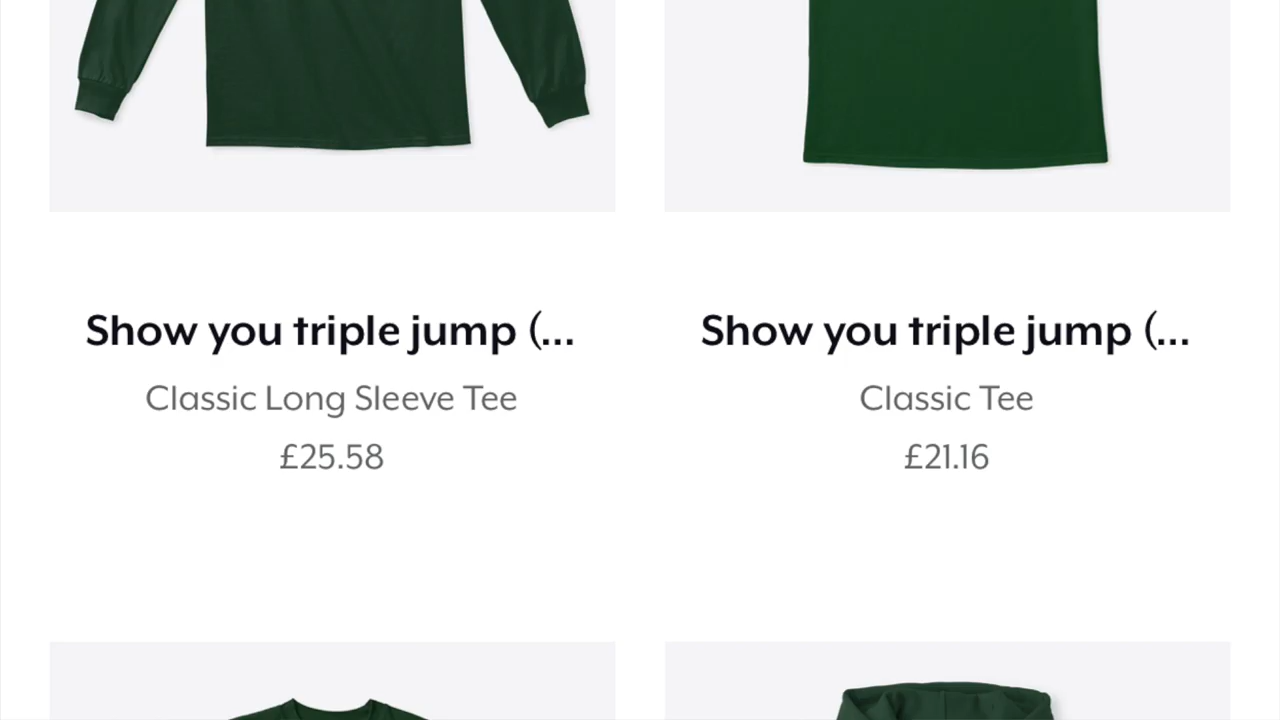 Show you triple jump (...
Classic Long Sleeve Tee
£25.58
Show you triple jump (...
Classic Tee
£21.16